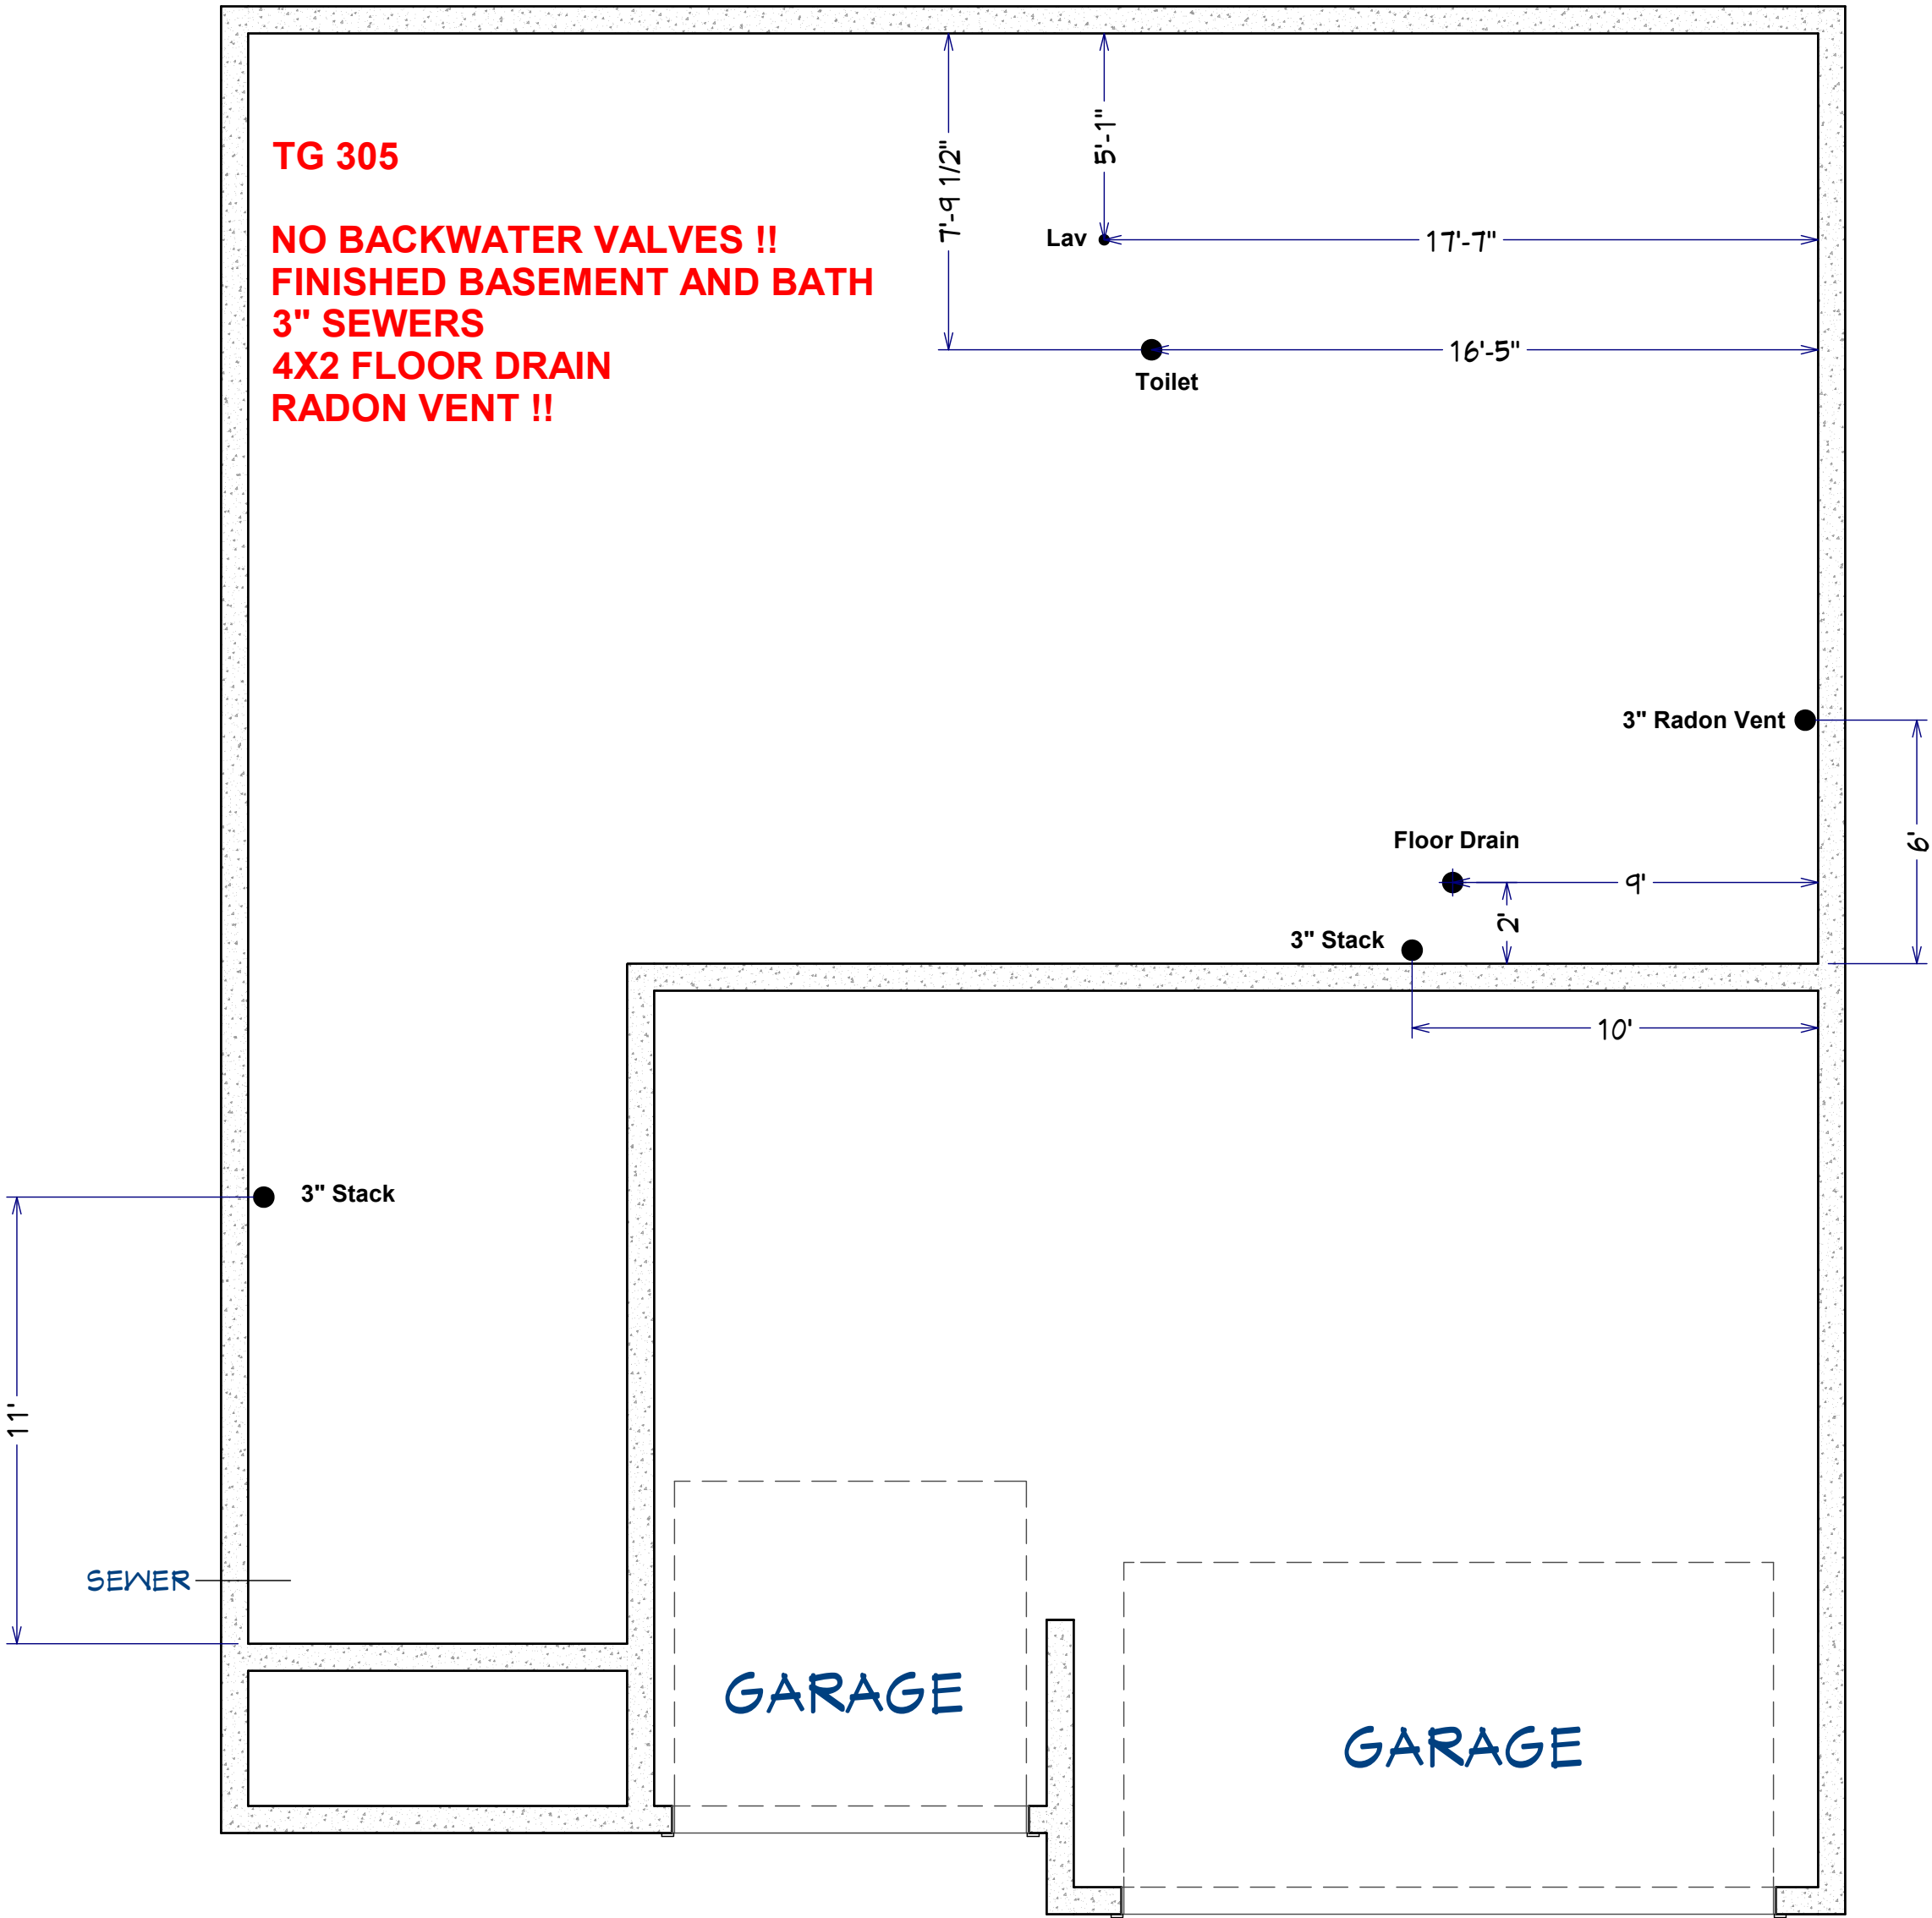 TG 305
NO BACKWATER VALVES !!
FINISHED BASEMENT AND BATH
3" SEWERS
4X2 FLOOR DRAIN
RADON VENT !!
7'-9 1/2"
5'-1"
Lav
17'-7"
16'-5"
Toilet
3" Radon Vent
6'
Floor Drain
9'
2'
3" Stack
10'
3" Stack
11'
SEWER
GARAGE
GARAGE